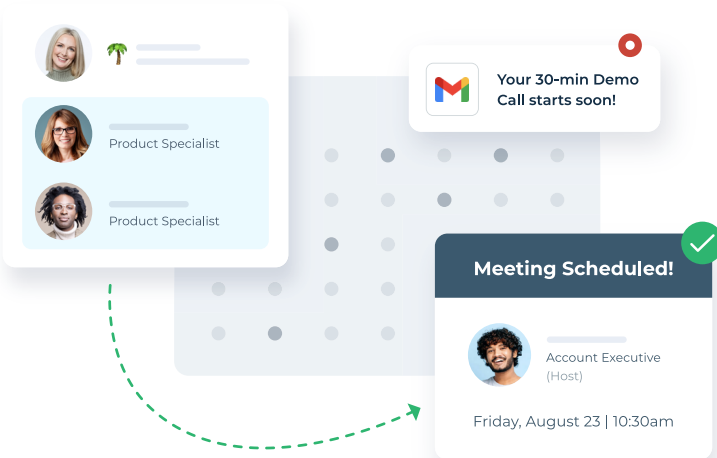 Product Specialist
Product Specialist
Your 30-min Demo
Call starts soon!
Meeting Scheduled!
Account Executive
(Host)
Friday, August 23 | 10:30am